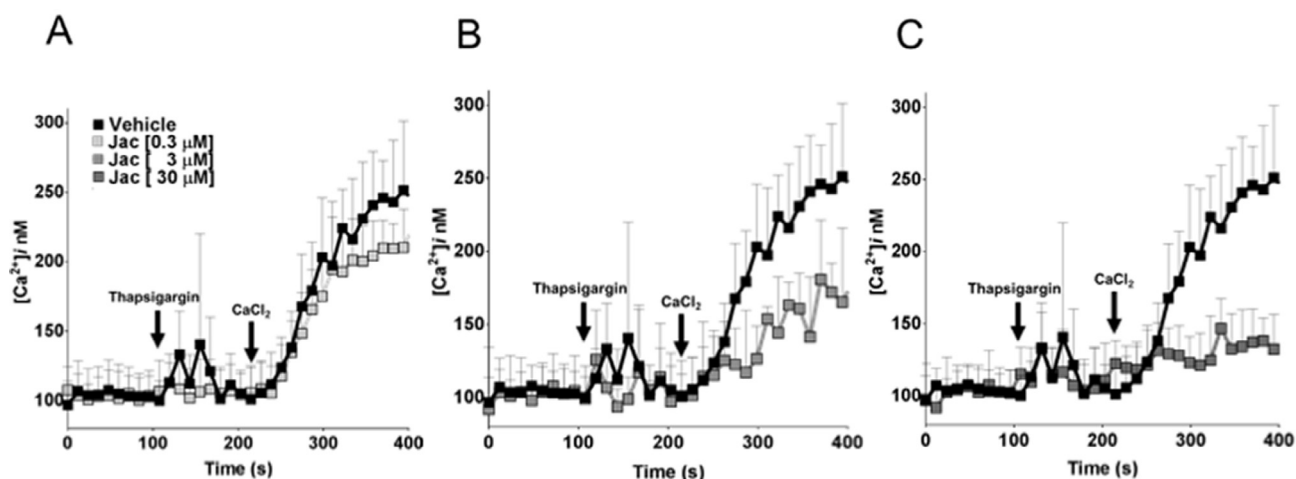 A
300
250
200
150
100
[Ca²⁺]i nM
■ Vehicle
□ Jac [0.3 µM]
■ Jac [ 3 µM]
■ Jac [ 30 µM]
Thapsigargin
CaCl₂
0 100 200 300 400
Time (s)
B
300
250
200
150
100
[Ca²⁺]i nM
Thapsigargin
CaCl₂
0 100 200 300 400
Time (s)
C
300
250
200
150
100
[Ca²⁺]i nM
Thapsigargin
CaCl₂
0 100 200 300 400
Time (s)